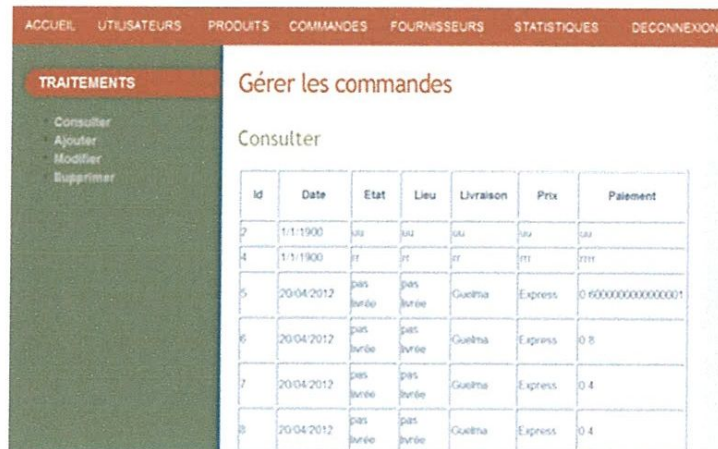 ACCUEIL UTILISATEURS PRODUITS COMMANDES FOURNISSEURS STATISTIQUES DECONNEXION
TRAITEMENTS
Consulter
Ajouter
Modifier
Supprimer
Gérer les commandes
Consulter
Id Date Etat Lieu Livraison Prix Paiement
2 1/1/1900 uu uu uu uu uu
4 1/1/1900 rr rr rr rrr rrrr
5 20/04/2012 pas livrée pas livrée Guelma Express 0.6000000000000001
6 20/04/2012 pas livrée pas livrée Guelma Express 0.8
7 20/04/2012 pas livrée pas livrée Guelma Express 0.4
8 20/04/2012 pas livrée pas livrée Guelma Express 0.4